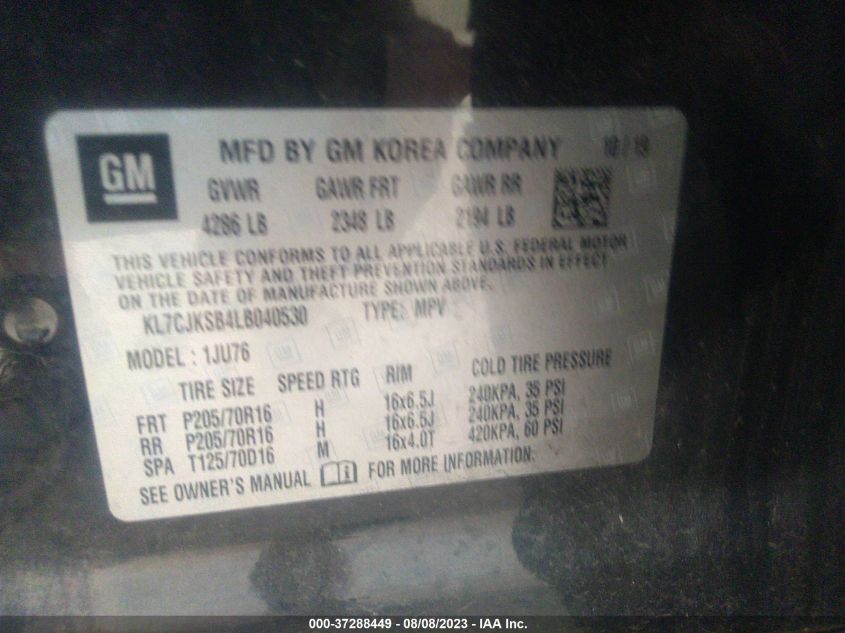 GM
MFD BY GM KOREA COMPANY 10/19
GVWR GAWR FRT GAWR RR
4286 LB 2348 LB 2194 LB
THIS VEHICLE CONFORMS TO ALL APPLICABLE U.S. FEDERAL MOTOR
VEHICLE SAFETY AND THEFT PREVENTION STANDARDS IN EFFECT
ON THE DATE OF MANUFACTURE SHOWN ABOVE.
KL7CJKSB4LB040530 TYPE: MPV
MODEL : 1JU76
TIRE SIZE SPEED RTG RIM COLD TIRE PRESSURE
FRT P205/70R16 H 16x6.5J 240KPA, 35 PSI
RR P205/70R16 H 16x6.5J 240KPA, 35 PSI
SPA T125/70D16 M 16x4.0T 420KPA, 60 PSI
SEE OWNER'S MANUAL FOR MORE INFORMATION.
000-37288449 - 08/08/2023 - IAA Inc.